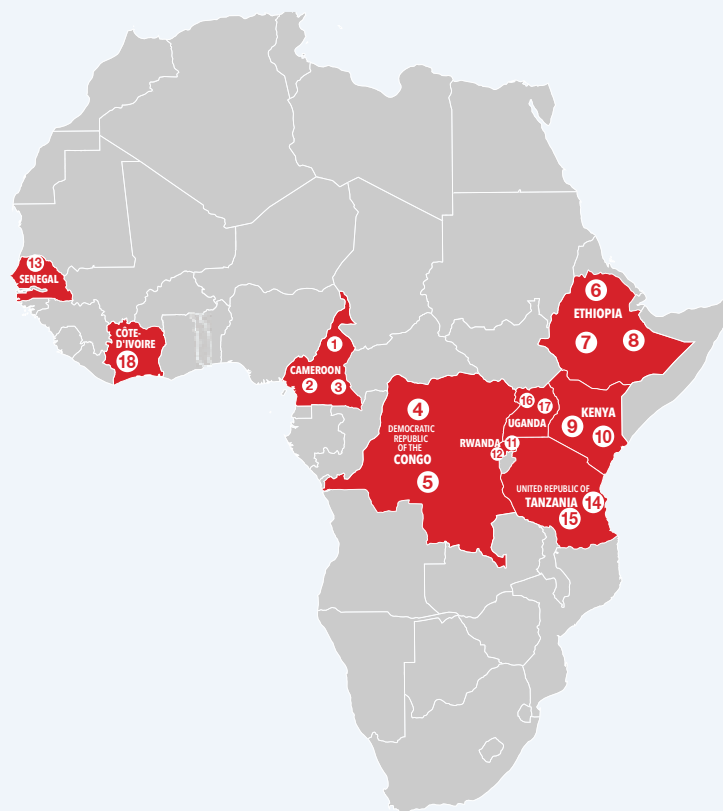 13
SENEGAL
CÔTE-
D'IVOIRE
18
1
CAMEROON
2
3
6
ETHIOPIA
7
8
4
DEMOCRATIC
REPUBLIC
OF THE
CONGO
5
16
17
UGANDA
KENYA
9
10
RWANDA
11
12
UNITED REPUBLIC OF
TANZANIA
14
15